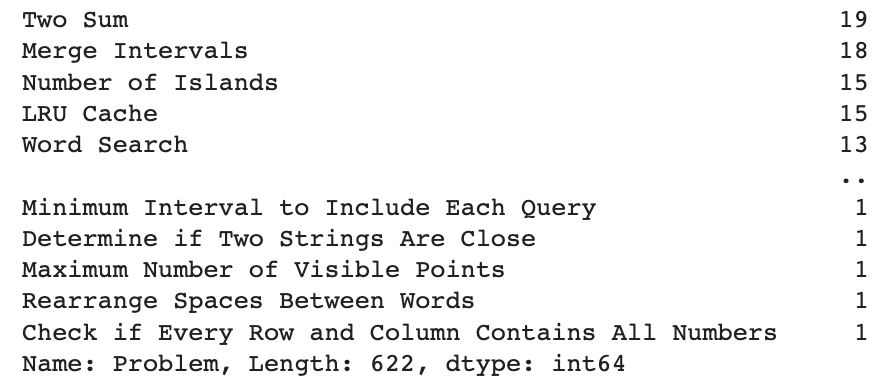 Two Sum 19
Merge Intervals 18
Number of Islands 15
LRU Cache 15
Word Search 13
..
Minimum Interval to Include Each Query 1
Determine if Two Strings Are Close 1
Maximum Number of Visible Points 1
Rearrange Spaces Between Words 1
Check if Every Row and Column Contains All Numbers 1
Name: Problem, Length: 622, dtype: int64